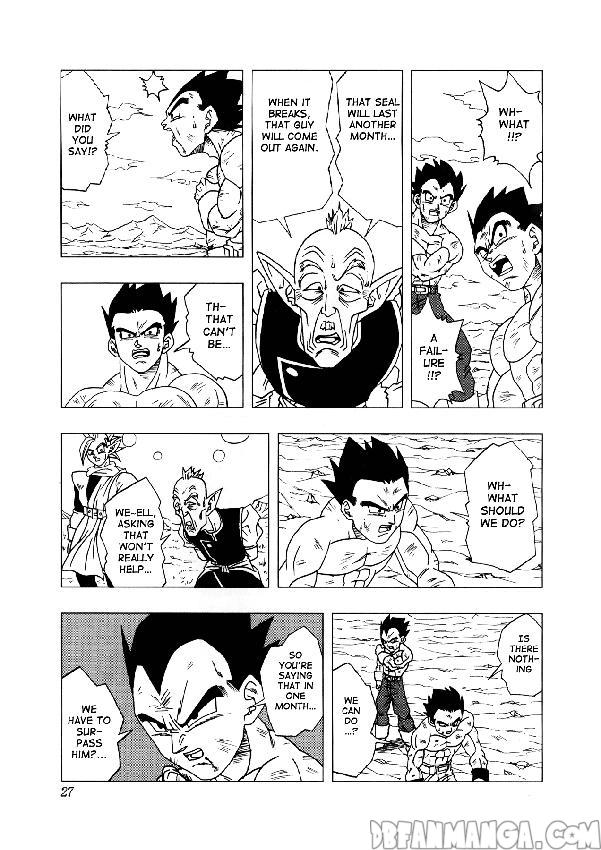 WH-
WHAT
!!?
A
FAIL-
URE
!!?
THAT SEAL
WILL LAST
ANOTHER
MONTH...
WHEN IT
BREAKS,
THAT GUY
WILL COME
OUT AGAIN.
WHAT
DID
YOU
SAY!?
TH-
THAT
CAN'T
BE...
WH-
WHAT
SHOULD
WE DO?
WE-ELL,
ASKING
THAT
WON'T
REALLY
HELP...
IS
THERE
NOTH-
ING
WE
CAN
DO
...?
SO
YOU'RE
SAYING
THAT IN
ONE
MONTH...
WE
HAVE TO
SUR-
PASS
HIM?...
27
DBFANMANGA.COM